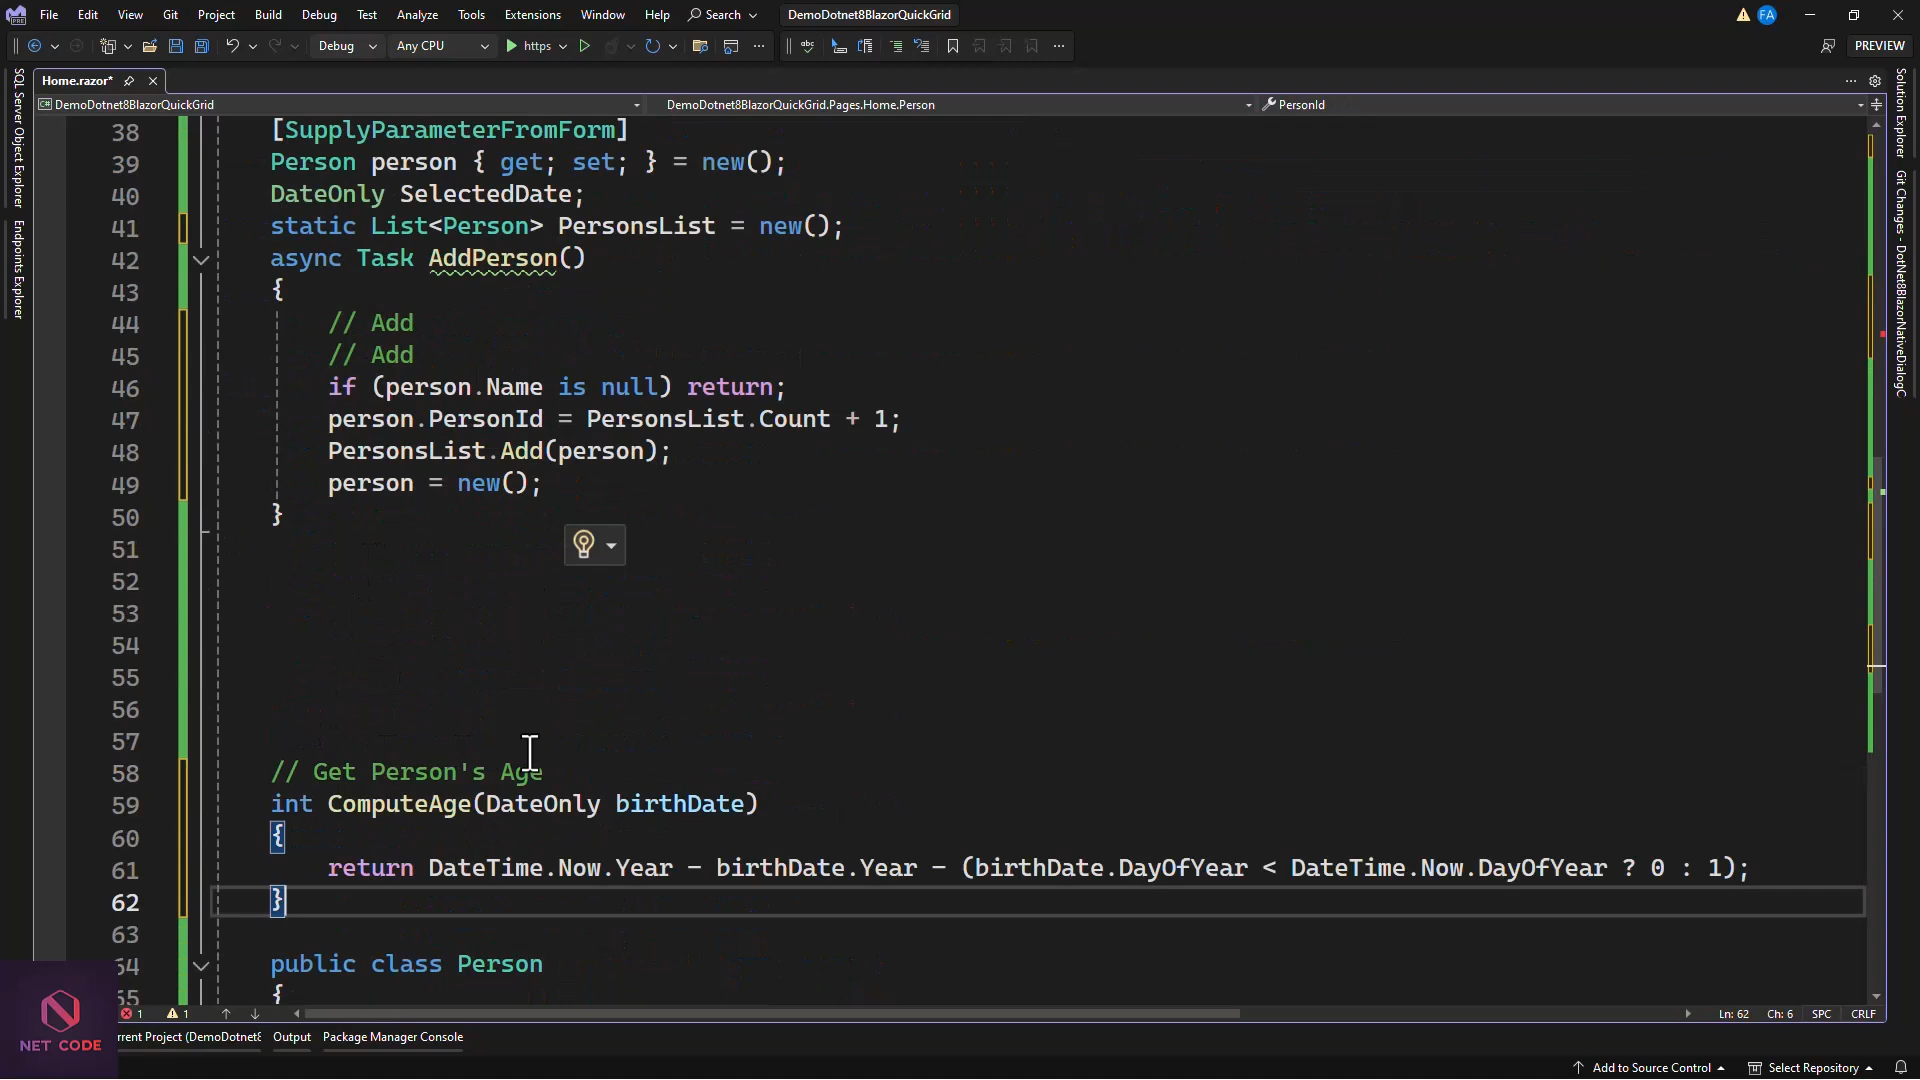 File Edit View Git Project Build Debug Test Analyze Tools Extensions Window Help Search DemoDotnet8BlazorQuickGrid FA
Debug Any CPU https PREVIEW
Home.razor*
DemoDotnet8BlazorQuickGrid DemoDotnet8BlazorQuickGrid.Pages.Home.Person PersonId
SQL Server Object Explorer
Endpoints Explorer
Solution Explorer
Git Changes - DotNet8BlazorNativeDialogC
38 [SupplyParameterFromForm]
39 Person person { get; set; } = new();
40 DateOnly SelectedDate;
41 static List<Person> PersonsList = new();
42 async Task AddPerson()
43 {
44 // Add
45 // Add
46 if (person.Name is null) return;
47 person.PersonId = PersonsList.Count + 1;
48 PersonsList.Add(person);
49 person = new();
50 }
51
52
53
54
55
56
57
58 // Get Person's Age
59 int ComputeAge(DateOnly birthDate)
60 {
61 return DateTime.Now.Year - birthDate.Year - (birthDate.DayOfYear < DateTime.Now.DayOfYear ? 0 : 1);
62 }
63
64 public class Person
65 {
1 1 Ln: 62 Ch: 6 SPC CRLF
rrent Project (DemoDotnet8 Output Package Manager Console
NET CODE
Add to Source Control Select Repository